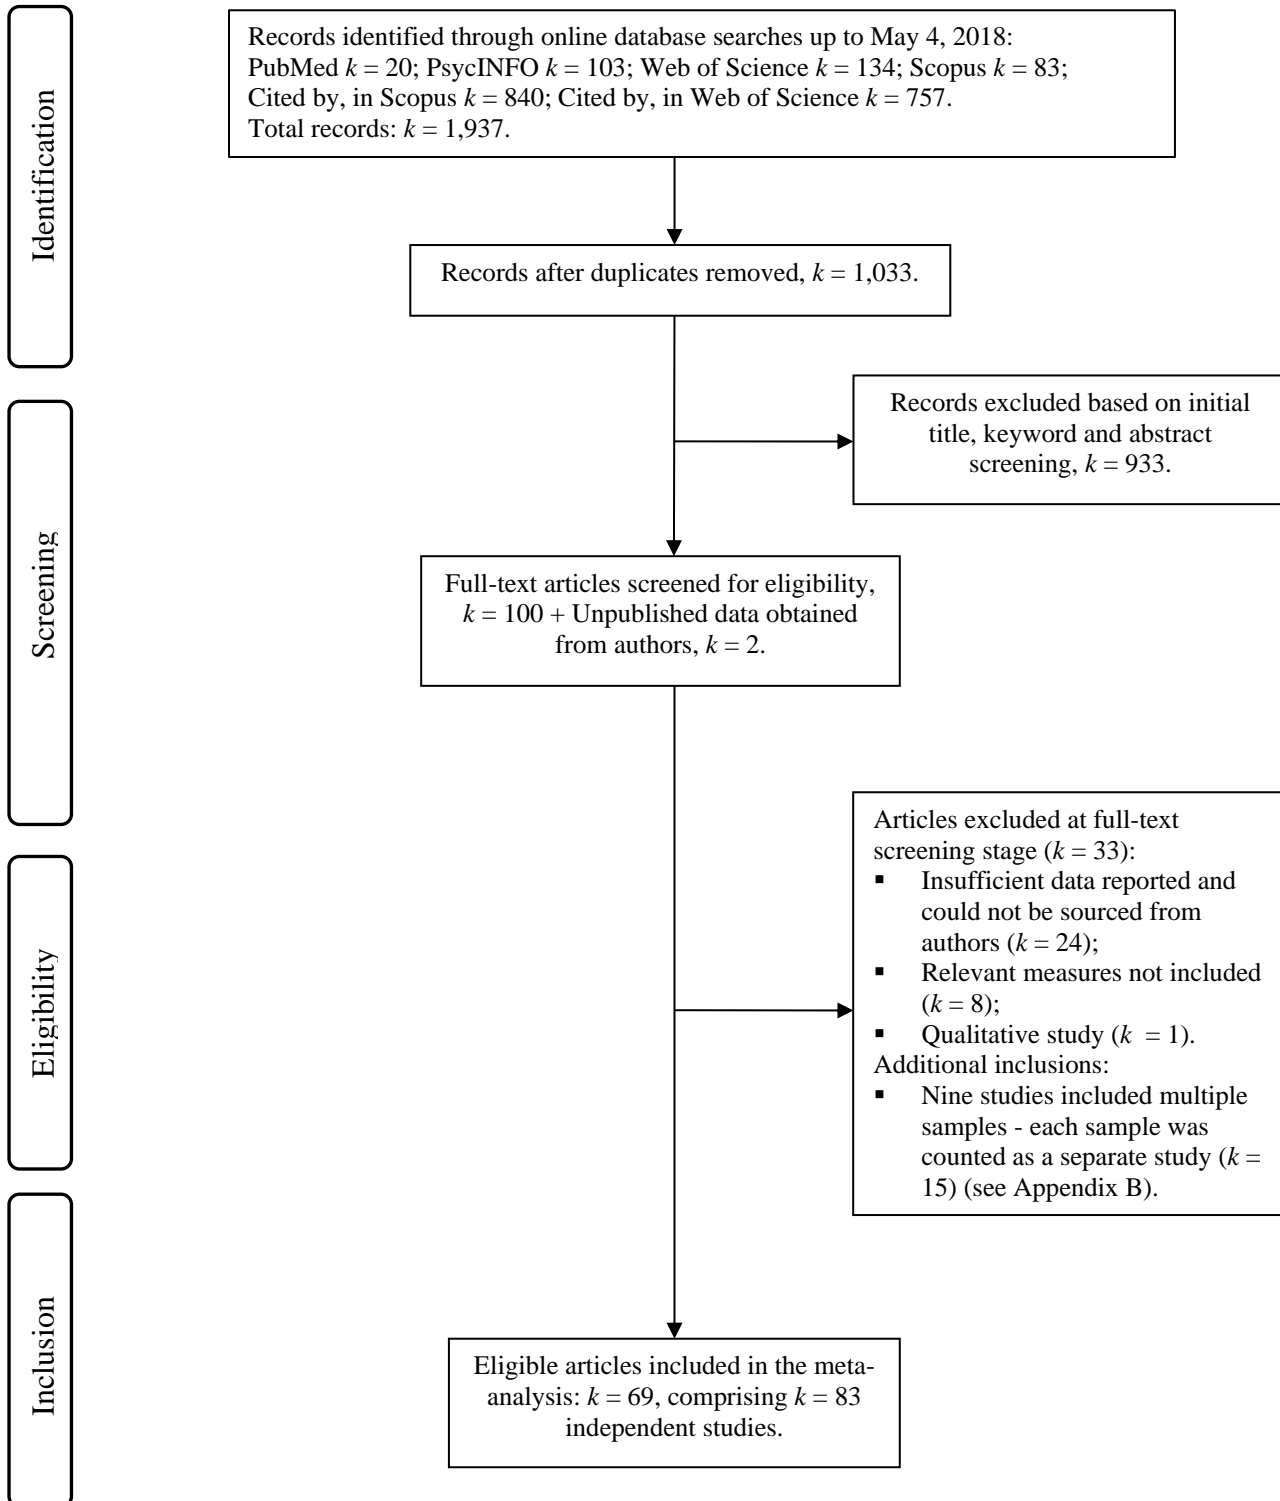 Identification
Records identified through online database searches up to May 4, 2018:
PubMed k = 20; PsycINFO k = 103; Web of Science k = 134; Scopus k = 83;
Cited by, in Scopus k = 840; Cited by, in Web of Science k = 757.
Total records: k = 1,937.
Records after duplicates removed, k = 1,033.
Screening
Records excluded based on initial
title, keyword and abstract
screening, k = 933.
Full-text articles screened for eligibility,
k = 100 + Unpublished data obtained
from authors, k = 2.
Eligibility
Articles excluded at full-text
screening stage (k = 33):
▪ Insufficient data reported and
could not be sourced from
authors (k = 24);
▪ Relevant measures not included
(k = 8);
▪ Qualitative study (k = 1).
Additional inclusions:
▪ Nine studies included multiple
samples - each sample was
counted as a separate study (k =
15) (see Appendix B).
Inclusion
Eligible articles included in the meta-
analysis: k = 69, comprising k = 83
independent studies.